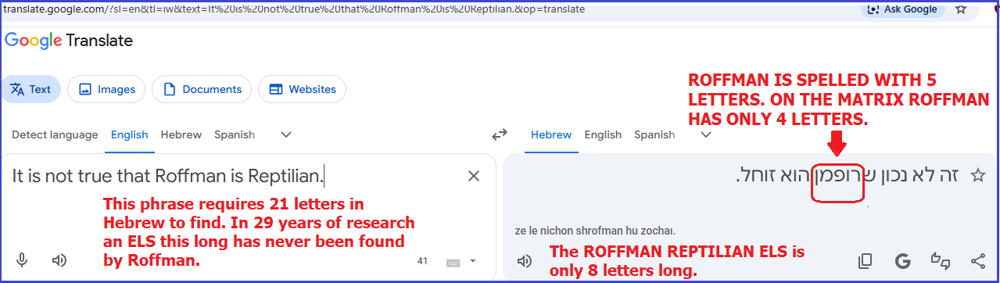 translate.google.com/?sl=en&tl=iw&text=It%20is%20not%20true%20that%20Roffman%20is%20Reptilian.&op=translate
Ask Google
Google Translate
Text
Images
Documents
Websites
ROFFMAN IS SPELLED WITH 5
LETTERS. ON THE MATRIX ROFFMAN
HAS ONLY 4 LETTERS.
Detect language English Hebrew Spanish
Hebrew English Spanish
It is not true that Roffman is Reptilian.
זה לא נכון שרופמן הוא זוחל.
This phrase requires 21 letters in
Hebrew to find. In 29 years of research
an ELS this long has never been found
by Roffman.
41
ze le nichon shrofman hu zochaı.
The ROFFMAN REPTILIAN ELS is
only 8 letters long.